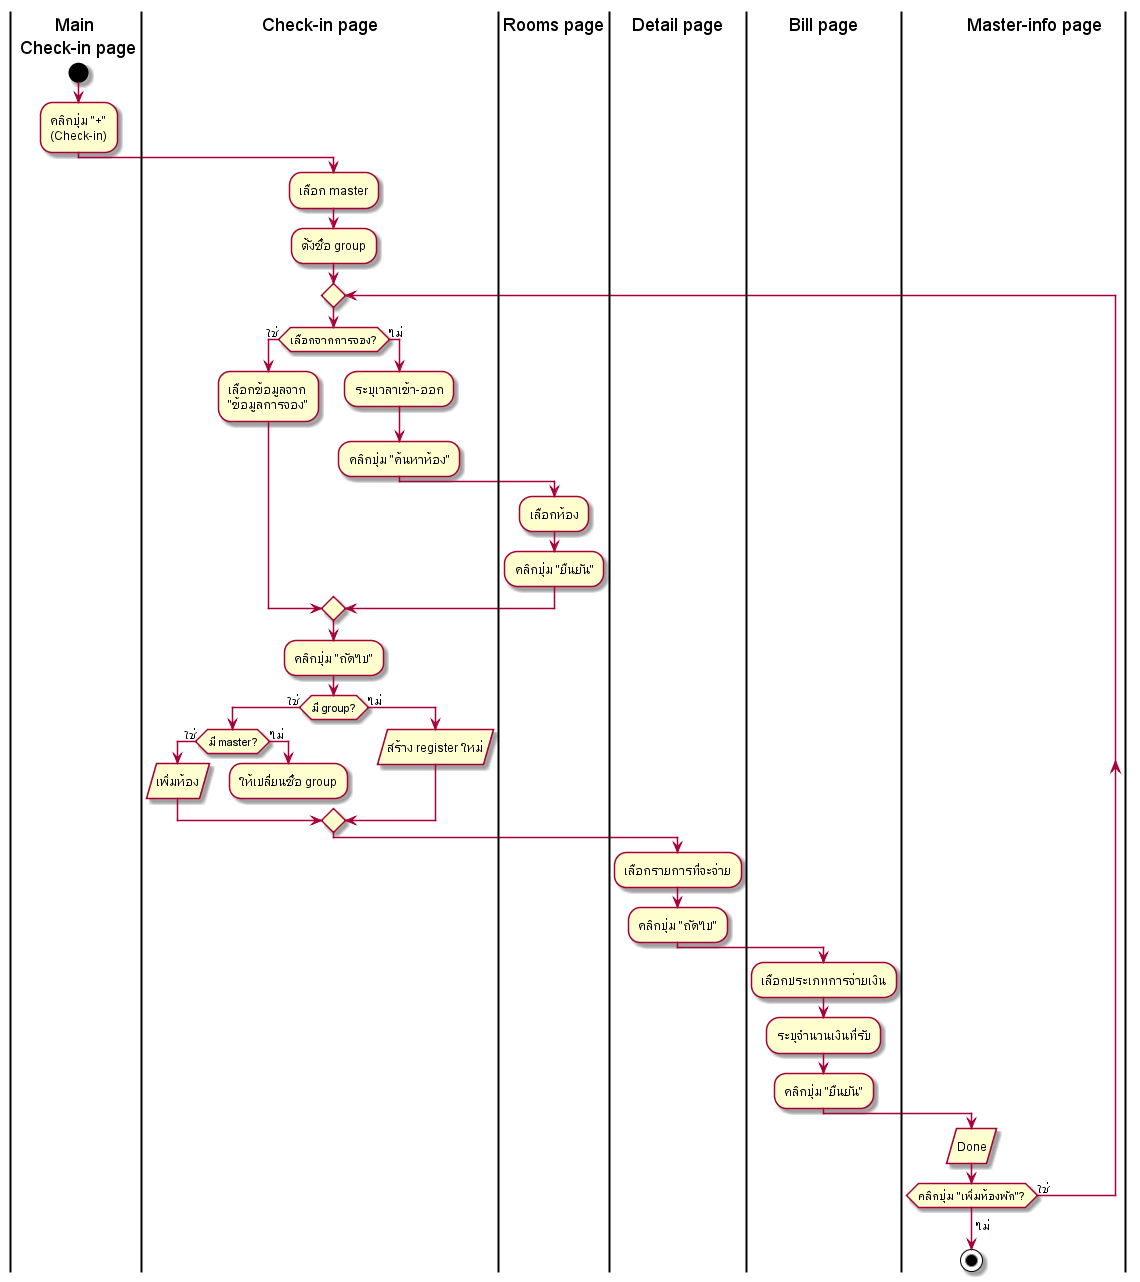 Main
Check-in page
Check-in page
Rooms page
Detail page
Bill page
Master-info page
คลิกปุ่ม "+"
(Check-in)
เลือก master
ตั้งชื่อ group
เลือกจากการจอง?
ใช่
ไม่
เลือกข้อมูลจาก
"ข้อมูลการจอง"
ระบุเวลาเข้า-ออก
คลิกปุ่ม "ค้นหาห้อง"
เลือกห้อง
คลิกปุ่ม "ยืนยัน"
คลิกปุ่ม "ถัดไป"
ใช่
มี group?
ไม่
ใช่
มี master?
ไม่
สร้าง register ใหม่
เพิ่มห้อง
ให้เปลี่ยนชื่อ group
เลือกรายการที่จะจ่าย
คลิกปุ่ม "ถัดไป"
เลือกประเภทการจ่ายเงิน
ระบุจำนวนเงินที่รับ
คลิกปุ่ม "ยืนยัน"
Done
คลิกปุ่ม "เพิ่มห้องพัก"?
ใช่
ไม่